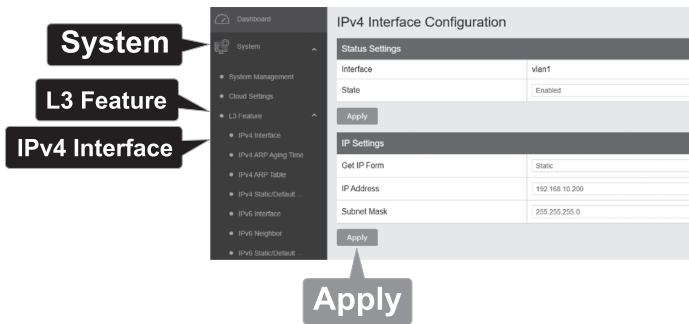 Dashboard
System
System Management
Cloud Settings
L3 Feature
IPv4 Interface
IPv4 ARP Aging Time
IPv4 ARP Table
IPv4 Static/Default ...
IPv6 Interface
IPv6 Neighbor
IPv6 Static/Default ...
System
L3 Feature
IPv4 Interface
IPv4 Interface Configuration
Status Settings
Interface vlan1
State Enabled
Apply
IP Settings
Get IP Form Static
IP Address 192.168.10.200
Subnet Mask 255.255.255.0
Apply
Apply